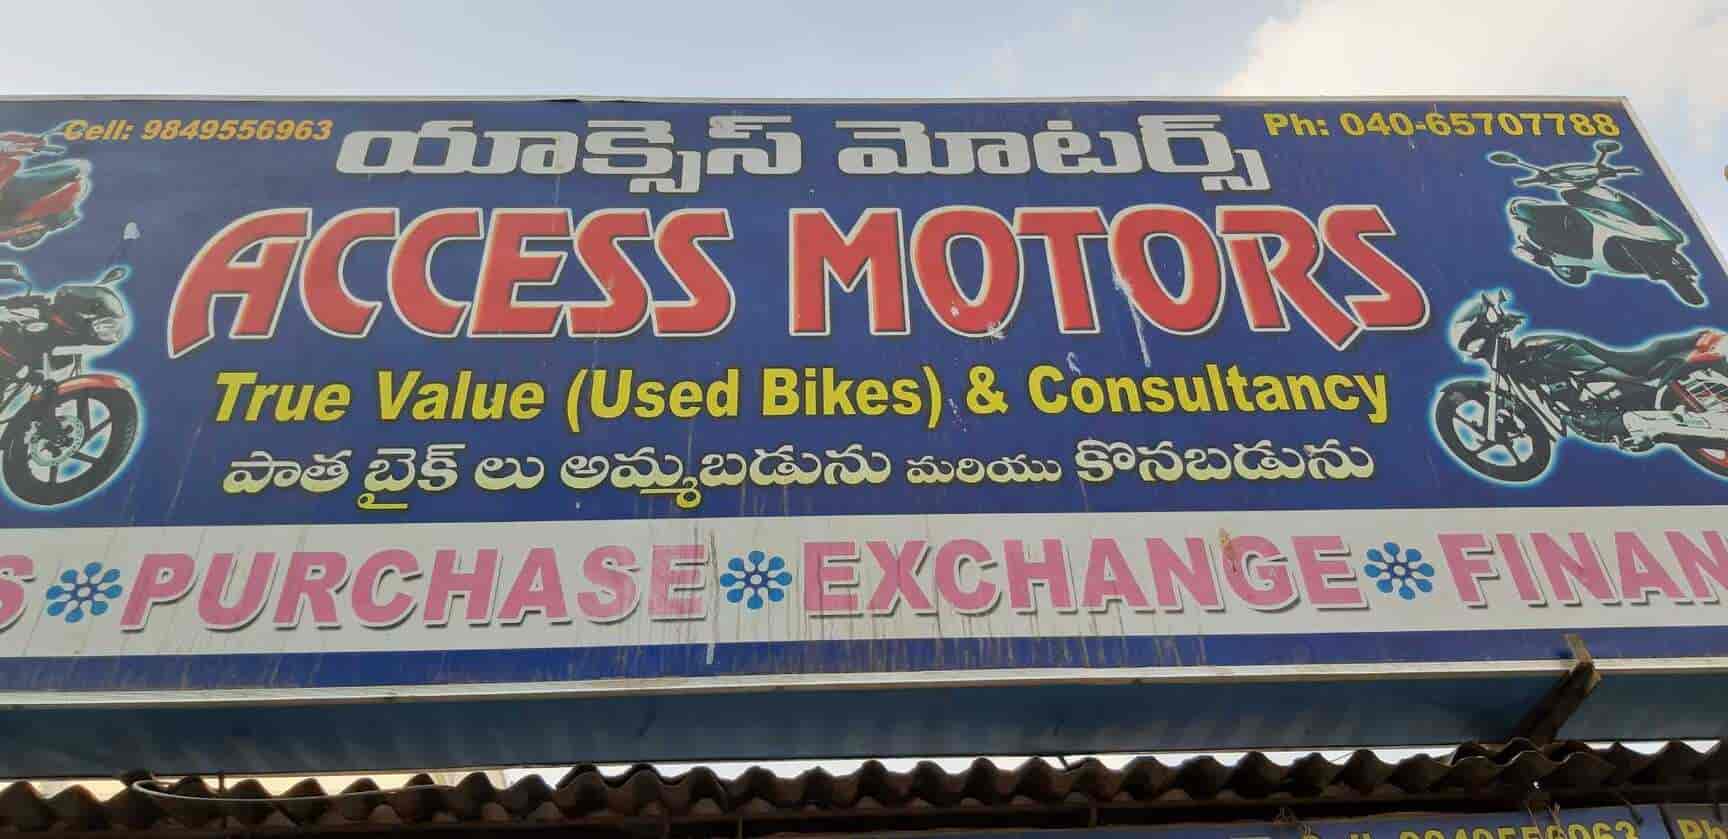 Cell: 9849556963
యాక్సెస్ మోటర్స్
Ph: 040-65707788
ACCESS MOTORS
True Value (Used Bikes) & Consultancy
పాత బైక్ లు అమ్మబడును మరియు కొనబడును
S PURCHASE EXCHANGE FINAN